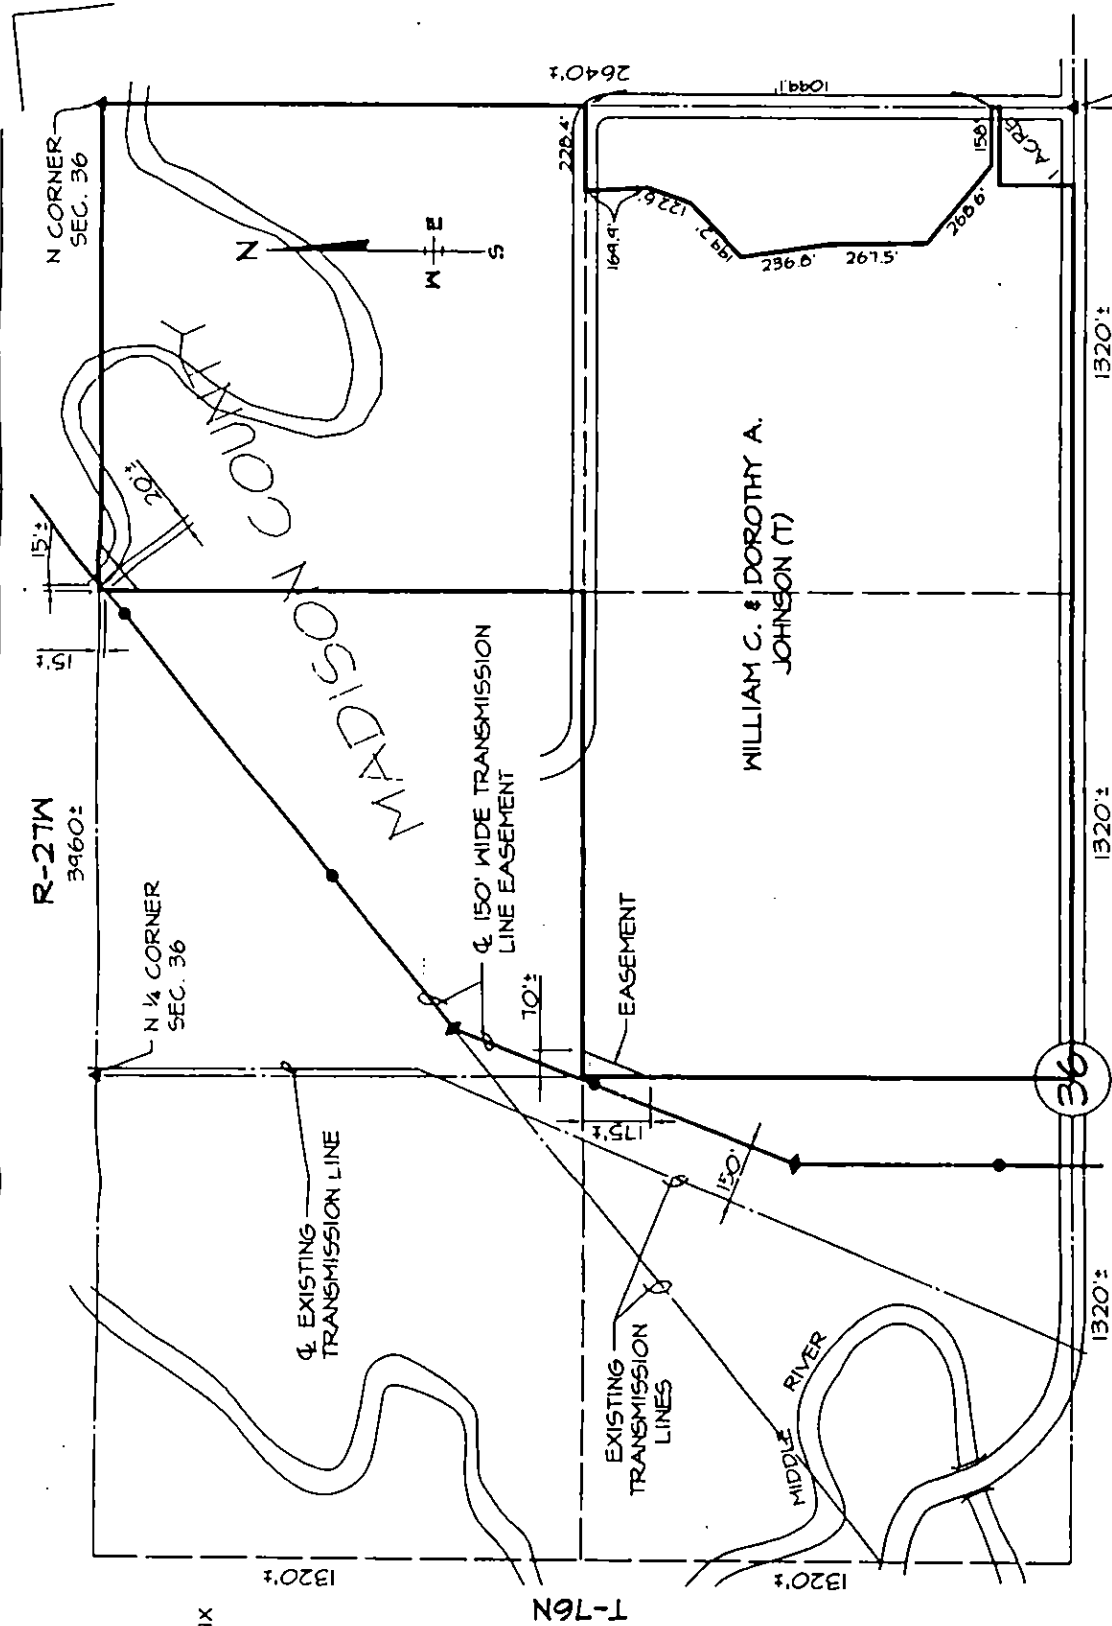 R-27W
3960±
N CORNER
SEC. 36
N 1/4 CORNER
SEC. 36
15'±
15'±
20'±
N
W E
S
MADISON COUNTY
2640'±
1099.1'
228.4'
169.9'
122.6'
199.2'
236.8'
267.5'
268.6'
158'
1 ACRE
℄ 150' WIDE TRANSMISSION
LINE EASEMENT
70'±
EASEMENT
175'±
150'
℄ EXISTING
TRANSMISSION LINE
EXISTING
TRANSMISSION
LINES
WILLIAM C. & DOROTHY A.
JOHNSON (T)
MIDDLE RIVER
36
1320'±
1320'±
T-76N
1320'±
1320'±
1320'±
IX